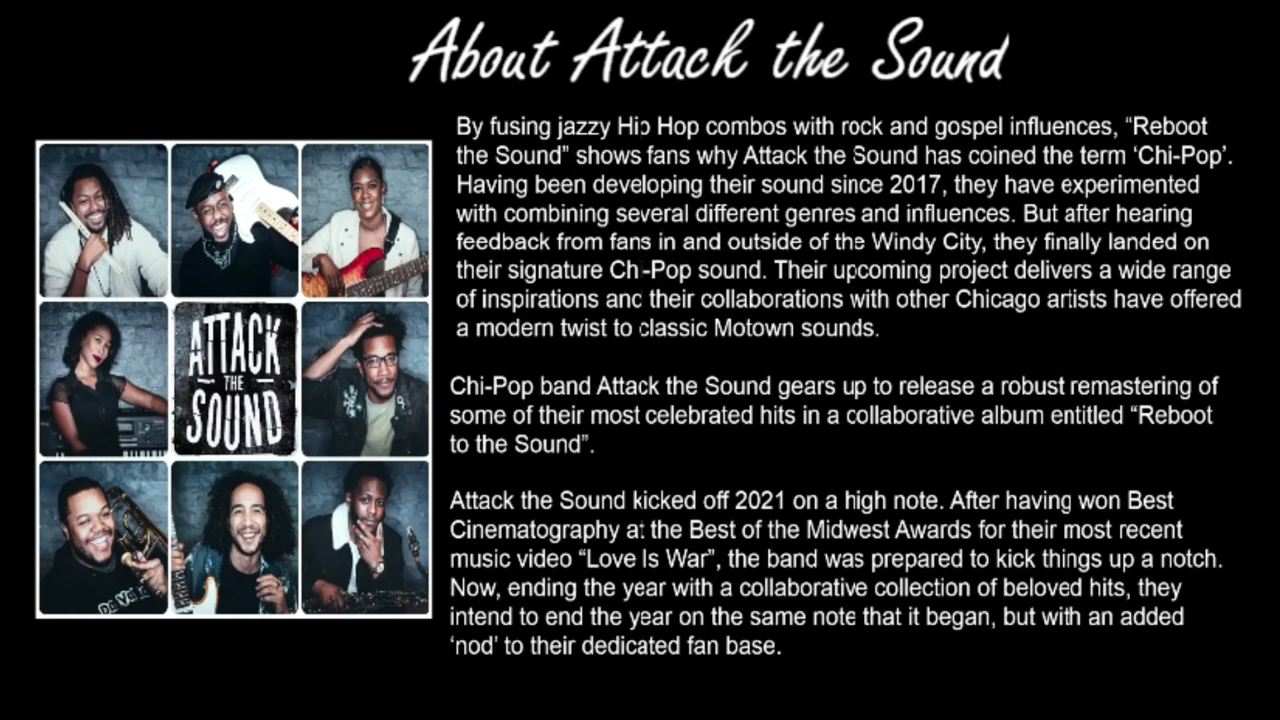 About Attack the Sound
By fusing jazzy Hip Hop combos with rock and gospel influences, “Reboot
the Sound” shows fans why Attack the Sound has coined the term ‘Chi-Pop’.
Having been developing their sound since 2017, they have experimented
with combining several different genres and influences. But after hearing
feedback from fans in and outside of the Windy City, they finally landed on
their signature Chi-Pop sound. Their upcoming project delivers a wide range
of inspirations and their collaborations with other Chicago artists have offered
a modern twist to classic Motown sounds.
ATTACK
THE
SOUND
Chi-Pop band Attack the Sound gears up to release a robust remastering of
some of their most celebrated hits in a collaborative album entitled “Reboot
to the Sound”.
Attack the Sound kicked off 2021 on a high note. After having won Best
Cinematography at the Best of the Midwest Awards for their most recent
music video “Love Is War”, the band was prepared to kick things up a notch.
Now, ending the year with a collaborative collection of beloved hits, they
intend to end the year on the same note that it began, but with an added
‘nod’ to their dedicated fan base.